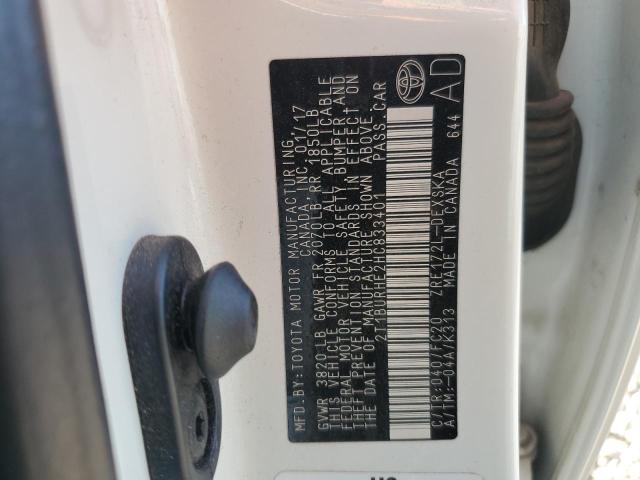 MFD.BY:TOYOTA MOTOR MANUFACTURING,
CANADA, INC. 01/17
GVWR 3820LB GAWR FR 2020LB RR 1850LB
THIS VEHICLE CONFORMS TO ALL APPLICABLE
FEDERAL MOTOR VEHICLE SAFETY, BUMPER AND
THEFT PREVENTION STANDARDS IN EFFECT ON
THE DATE OF MANUFACTURE SHOWN ABOVE.
2T1BURHE2HC833401 PASS. CAR
C/TR:040/FC20 ZRE172L-DEXSKA
A/TM:-00A/K313 MADE IN CANADA 644
AD